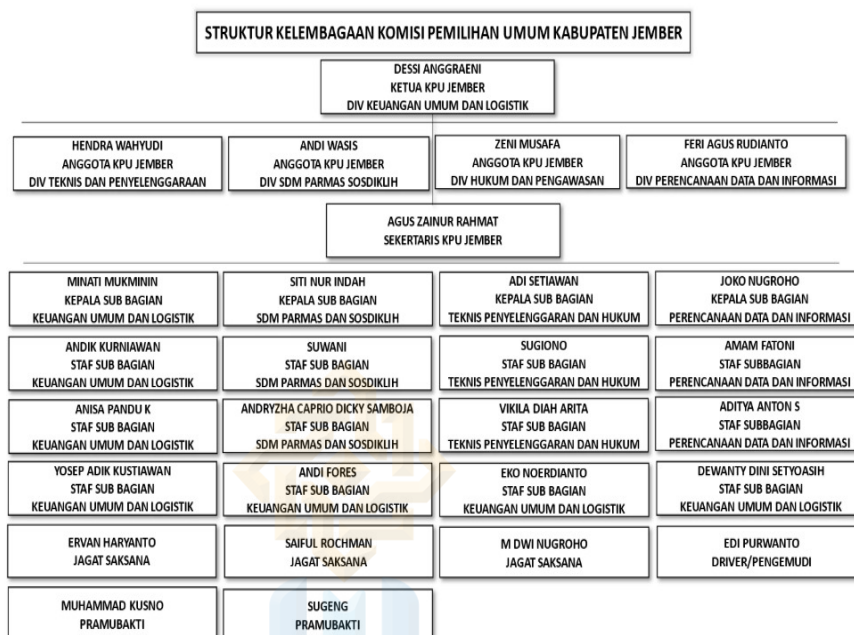 STRUKTUR KELEMBAGAAN KOMISI PEMILIHAN UMUM KABUPATEN JEMBER
DESSI ANGGRAENI
KETUA KPU JEMBER
DIV KEUANGAN UMUM DAN LOGISTIK
HENDRA WAHYUDI
ANGGOTA KPU JEMBER
DIV TEKNIS DAN PENYELENGGARAAN
ANDI WASIS
ANGGOTA KPU JEMBER
DIV SDM PARMAS SOSDIKLIH
ZENI MUSAFA
ANGGOTA KPU JEMBER
DIV HUKUM DAN PENGAWASAN
FERI AGUS RUDIANTO
ANGGOTA KPU JEMBER
DIV PERENCANAAN DATA DAN INFORMASI
AGUS ZAINUR RAHMAT
SEKERTARIS KPU JEMBER
MINATI MUKMININ
KEPALA SUB BAGIAN
KEUANGAN UMUM DAN LOGISTIK
SITI NUR INDAH
KEPALA SUB BAGIAN
SDM PARMAS DAN SOSDIKLIH
ADI SETIAWAN
KEPALA SUB BAGIAN
TEKNIS PENYELENGGARAN DAN HUKUM
JOKO NUGROHO
KEPALA SUB BAGIAN
PERENCANAAN DATA DAN INFORMASI
ANDIK KURNIAWAN
STAF SUB BAGIAN
KEUANGAN UMUM DAN LOGISTIK
SUWANI
STAF SUB BAGIAN
SDM PARMAS DAN SOSDIKLIH
SUGIONO
STAF SUB BAGIAN
TEKNIS PENYELENGGARAN DAN HUKUM
AMAM FATONI
STAF SUBBAGIAN
PERENCANAAN DATA DAN INFORMASI
ANISA PANDU K
STAF SUB BAGIAN
KEUANGAN UMUM DAN LOGISTIK
ANDRYZHA CAPRIO DICKY SAMBOJA
STAF SUB BAGIAN
SDM PARMAS DAN SOSDIKLIH
VIKILA DIAH ARITA
STAF SUB BAGIAN
TEKNIS PENYELENGGARAN DAN HUKUM
ADITYA ANTON S
STAF SUBBAGIAN
PERENCANAAN DATA DAN INFORMASI
YOSEP ADIK KUSTIAWAN
STAF SUB BAGIAN
KEUANGAN UMUM DAN LOGISTIK
ANDI FORES
STAF SUB BAGIAN
KEUANGAN UMUM DAN LOGISTIK
EKO NOERDIANTO
STAF SUB BAGIAN
KEUANGAN UMUM DAN LOGISTIK
DEWANTY DINI SETYOASIH
STAF SUB BAGIAN
KEUANGAN UMUM DAN LOGISTIK
ERVAN HARYANTO
JAGAT SAKSANA
SAIFUL ROCHMAN
JAGAT SAKSANA
M DWI NUGROHO
JAGAT SAKSANA
EDI PURWANTO
DRIVER/PENGEMUDI
MUHAMMAD KUSNO
PRAMUBAKTI
SUGENG
PRAMUBAKTI